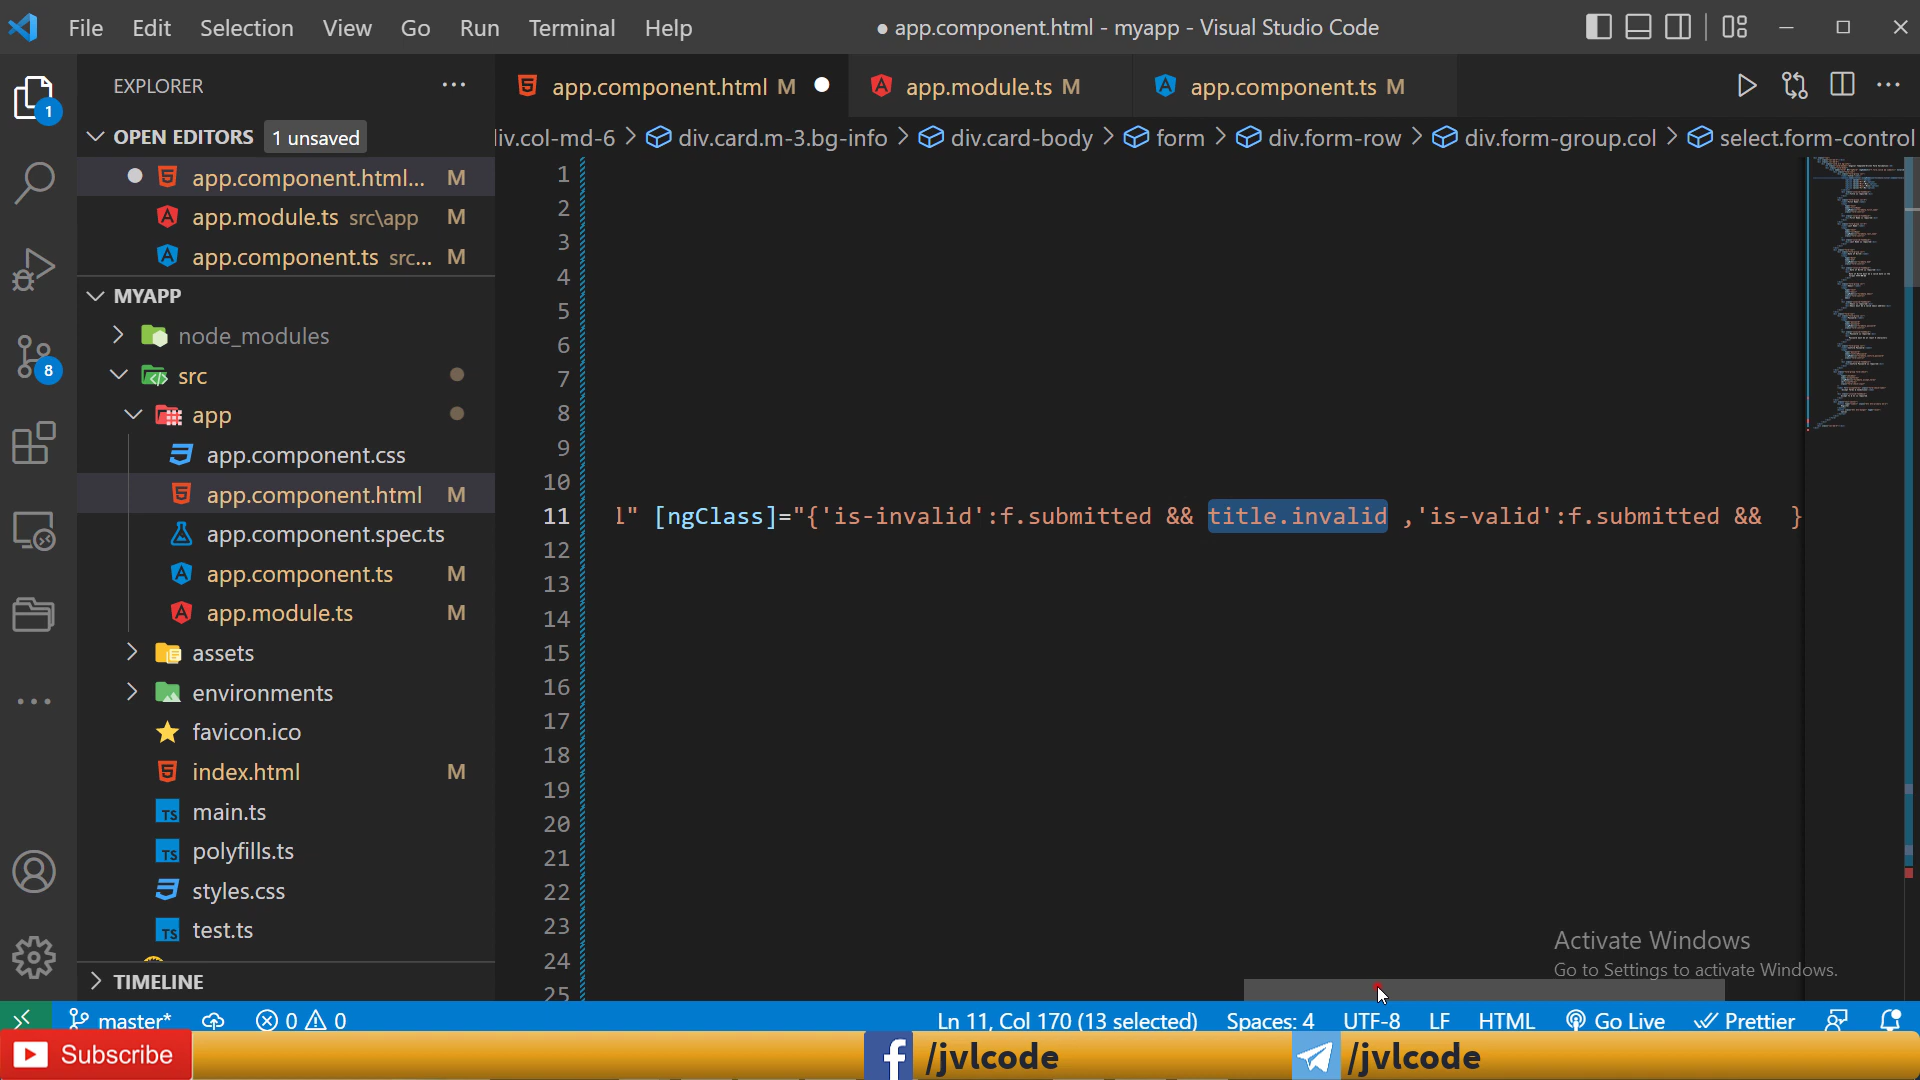 File Edit Selection View Go Run Terminal Help
● app.component.html - myapp - Visual Studio Code
EXPLORER
OPEN EDITORS 1 unsaved
app.component.html... M
app.module.ts src\app M
app.component.ts src... M
MYAPP
node_modules
src
app
app.component.css
app.component.html M
app.component.spec.ts
app.component.ts M
app.module.ts M
assets
environments
favicon.ico
index.html M
main.ts
polyfills.ts
styles.css
test.ts
TIMELINE
1
8
app.component.html M
app.module.ts M
app.component.ts M
iv.col-md-6 > div.card.m-3.bg-info > div.card-body > form > div.form-row > div.form-group.col > select.form-control
1
2
3
4
5
6
7
8
9
10
11 l" [ngClass]="{'is-invalid':f.submitted && title.invalid ,'is-valid':f.submitted && }
12
13
14
15
16
17
18
19
20
21
22
23
24
25
Activate Windows
Go to Settings to activate Windows.
master* 0 0 Ln 11, Col 170 (13 selected) Spaces: 4 UTF-8 LF HTML Go Live Prettier
Subscribe /jvlcode /jvlcode